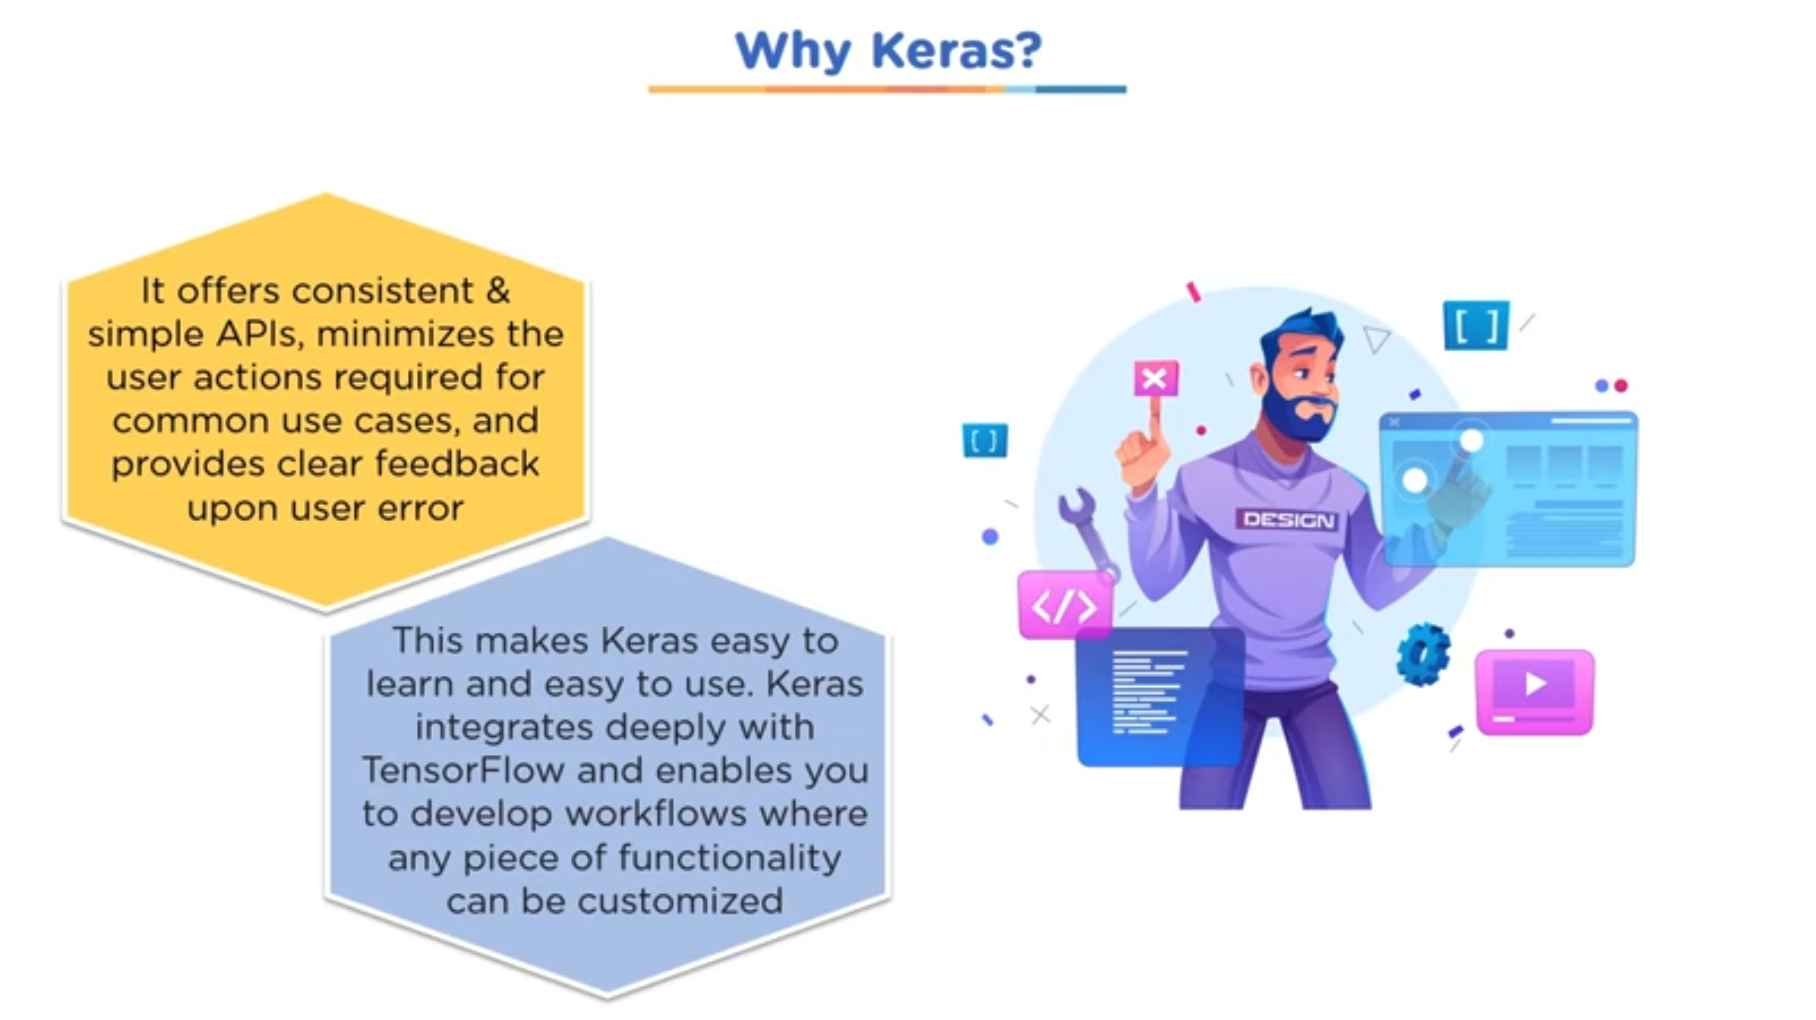 Why Keras?
It offers consistent &
simple APIs, minimizes the
user actions required for
common use cases, and
provides clear feedback
upon user error
This makes Keras easy to
learn and easy to use. Keras
integrates deeply with
TensorFlow and enables you
to develop workflows where
any piece of functionality
can be customized
[ ]
{ }
DESIGN
</>